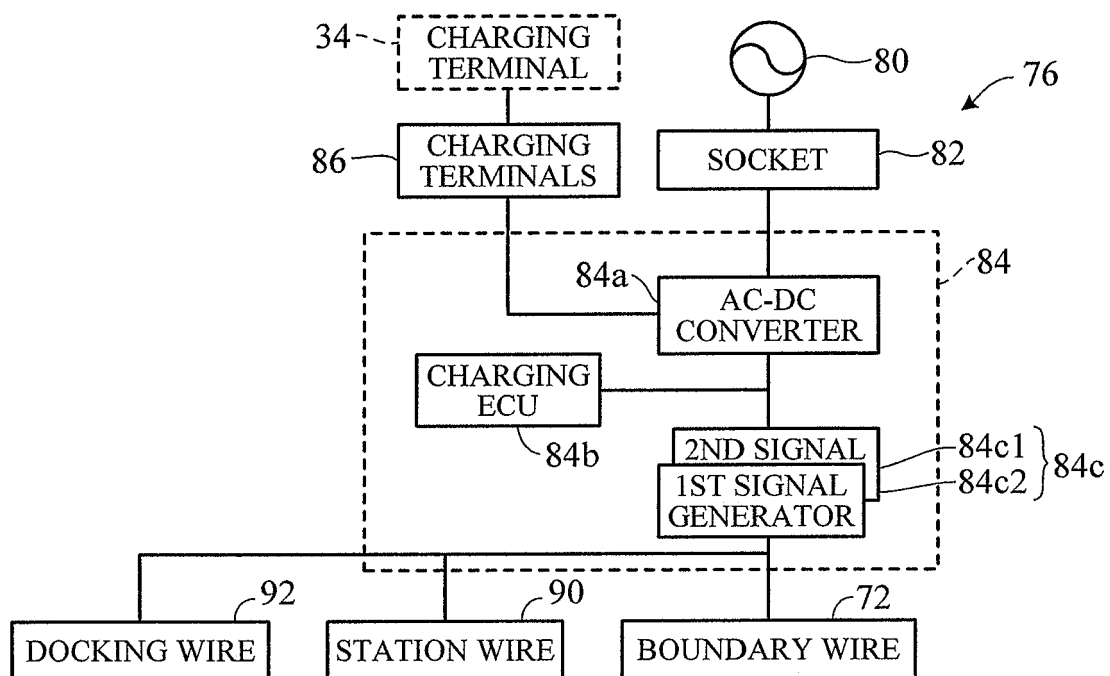 34
CHARGING
TERMINAL
80
76
86
CHARGING
TERMINALS
SOCKET
82
84
84a
AC-DC
CONVERTER
CHARGING
ECU
84b
2ND SIGNAL
84c1
84c
1ST SIGNAL
GENERATOR
84c2
92
90
72
DOCKING WIRE
STATION WIRE
BOUNDARY WIRE